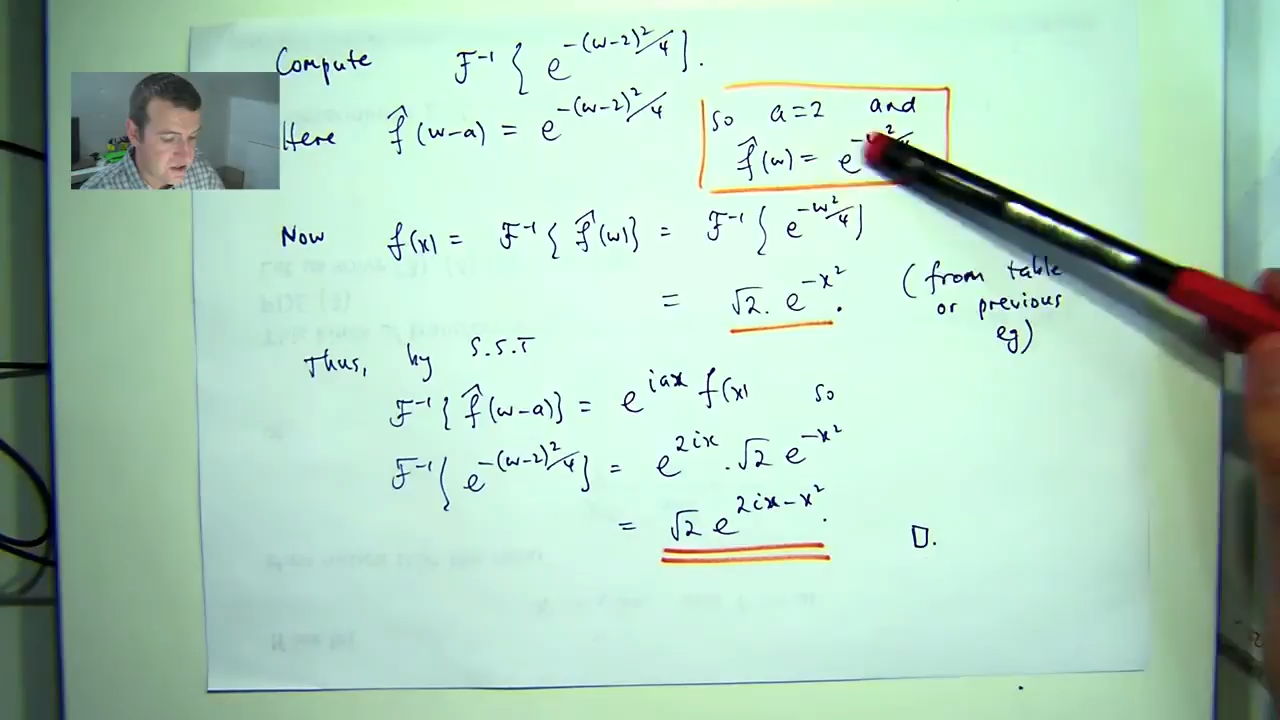 Compute F⁻¹ { e^{-(w-2)²/4} }.
Here f̂(w-a) = e^{-(w-2)²/4}
so a=2 and
f̂(w) = e
Now f(x) = F⁻¹ { f̂(w) } = F⁻¹ { e^{-w²/4} }
= √2. e^{-x²}.
(from table
or previous
eg)
Thus, by S.S.T
F⁻¹ { f̂(w-a) } = e^{iax} f(x) so
F⁻¹ { e^{-(w-2)²/4} } = e^{2ix} . √2 e^{-x²}
= √2 e^{2ix-x²}.